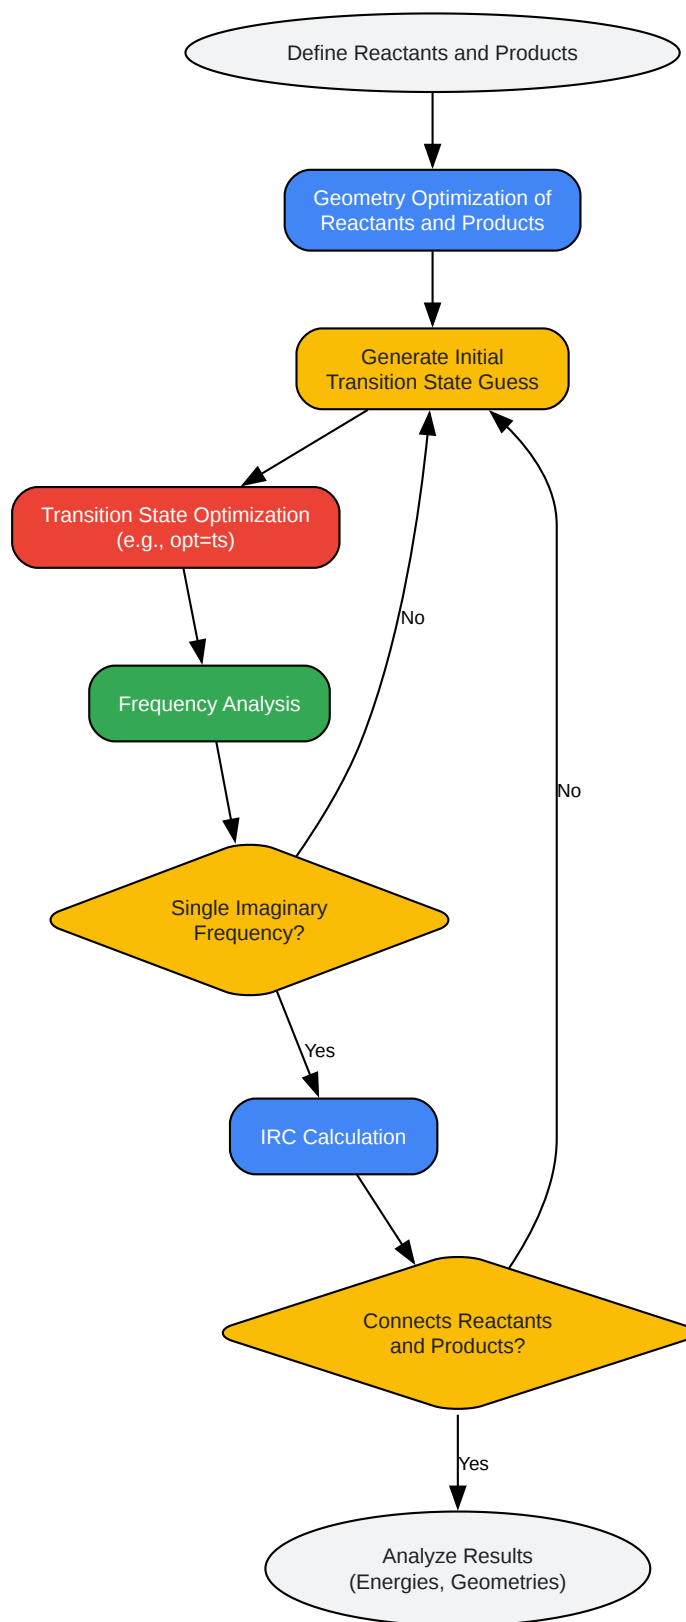 Define Reactants and Products
Geometry Optimization of
Reactants and Products
Generate Initial
Transition State Guess
Transition State Optimization
(e.g., opt=ts)
No
Frequency Analysis
No
Single Imaginary
Frequency?
Yes
IRC Calculation
Connects Reactants
and Products?
Yes
Analyze Results
(Energies, Geometries)